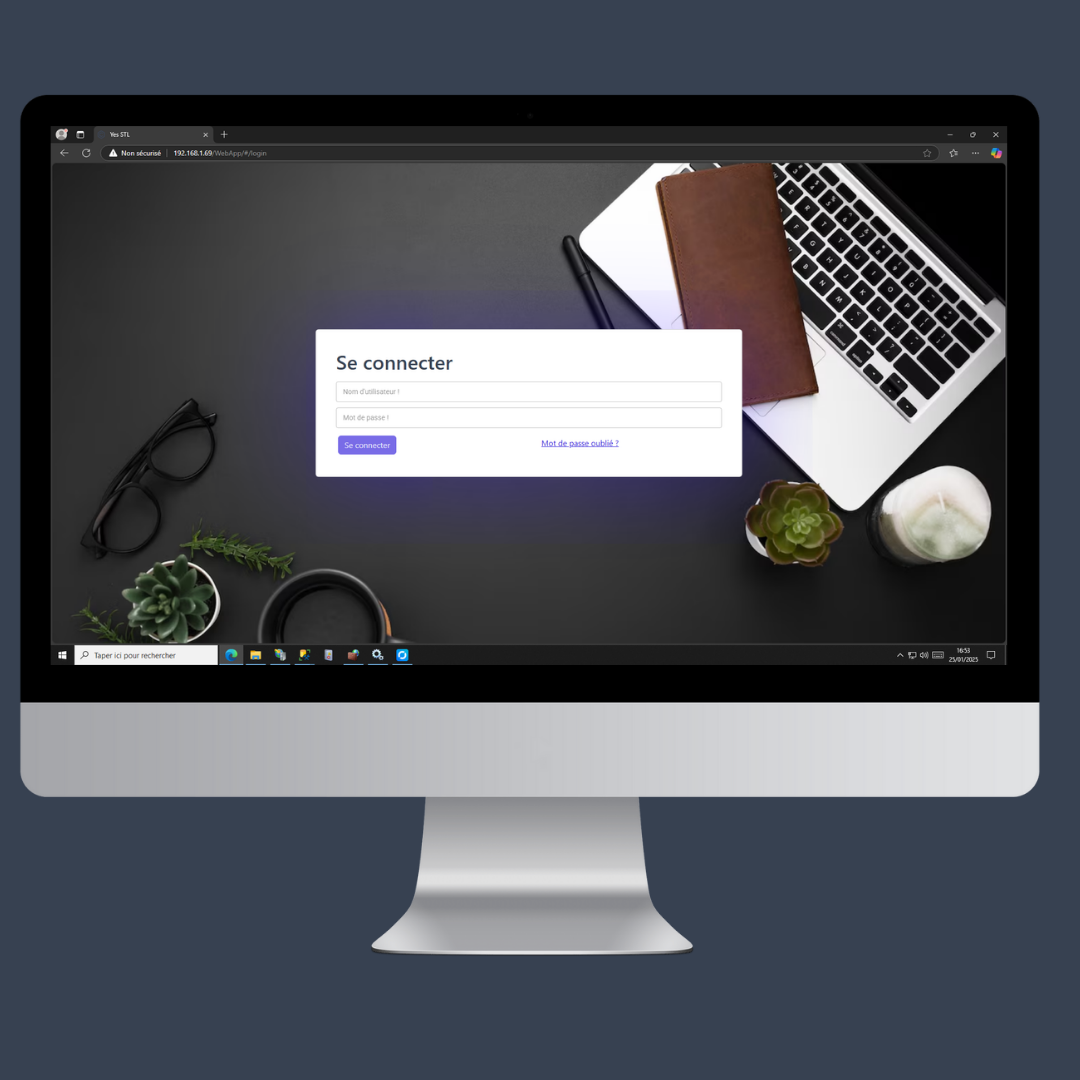 Yes STL
Non sécurisé | 192.168.1.69/WebApp/#/login
Se connecter
Nom d'utilisateur !
Mot de passe !
Se connecter
Mot de passe oublié ?
Taper ici pour rechercher
16:53
25/01/2025